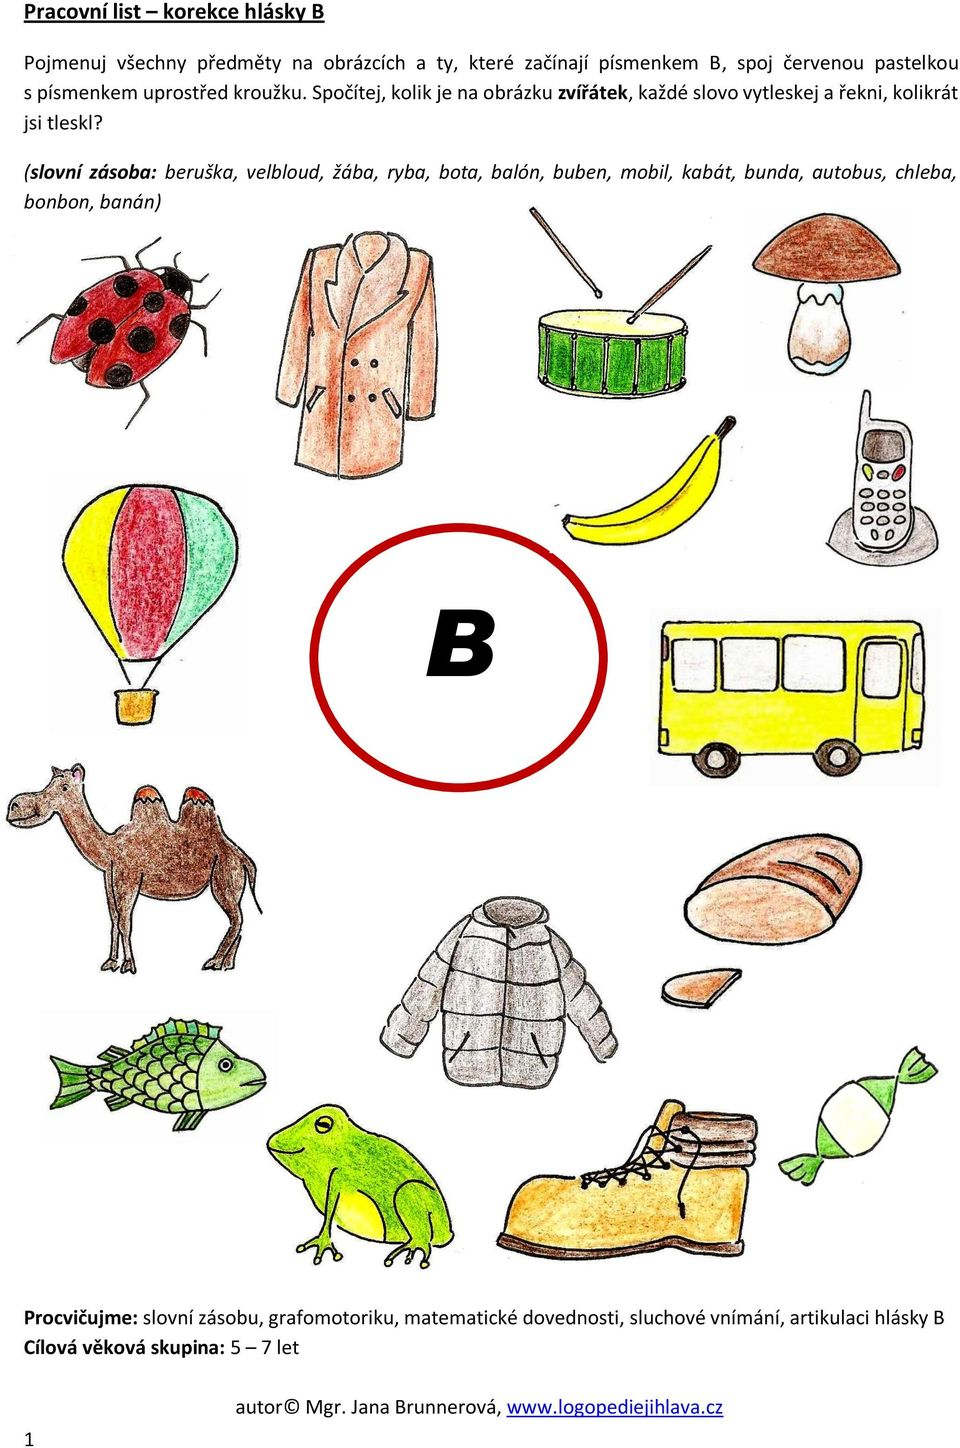 Pracovní list – korekce hlásky B
Pojmenuj všechny předměty na obrázcích a ty, které začínají písmenkem B, spoj červenou pastelkou
s písmenkem uprostřed kroužku. Spočítej, kolik je na obrázku zvířátek, každé slovo vytleskej a řekni, kolikrát
jsi tleskl?
(slovní zásoba: beruška, velbloud, žába, ryba, bota, balón, buben, mobil, kabát, bunda, autobus, chleba,
bonbon, banán)
B
Procvičujme: slovní zásobu, grafomotoriku, matematické dovednosti, sluchové vnímání, artikulaci hlásky B
Cílová věková skupina: 5 – 7 let
autor© Mgr. Jana Brunnerová, www.logopediejihlava.cz
1